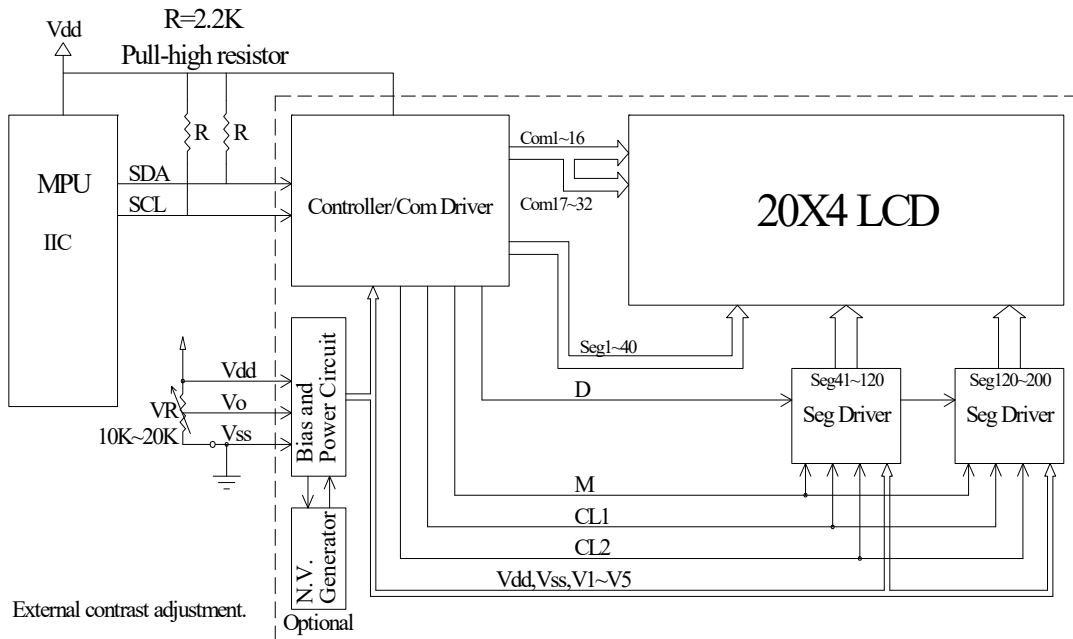 Vdd
R=2.2K
Pull-high resistor
R
R
MPU
IIC
SDA
SCL
Controller/Com Driver
Com1~16
Com17~32
20X4 LCD
Seg1~40
Seg41~120
Seg Driver
Seg120~200
Seg Driver
D
Vdd
VR
Vo
10K~20K
Vss
Bias and
Power Circuit
M
CL1
CL2
Vdd,Vss,V1~V5
N.V.
Generator
Optional
External contrast adjustment.